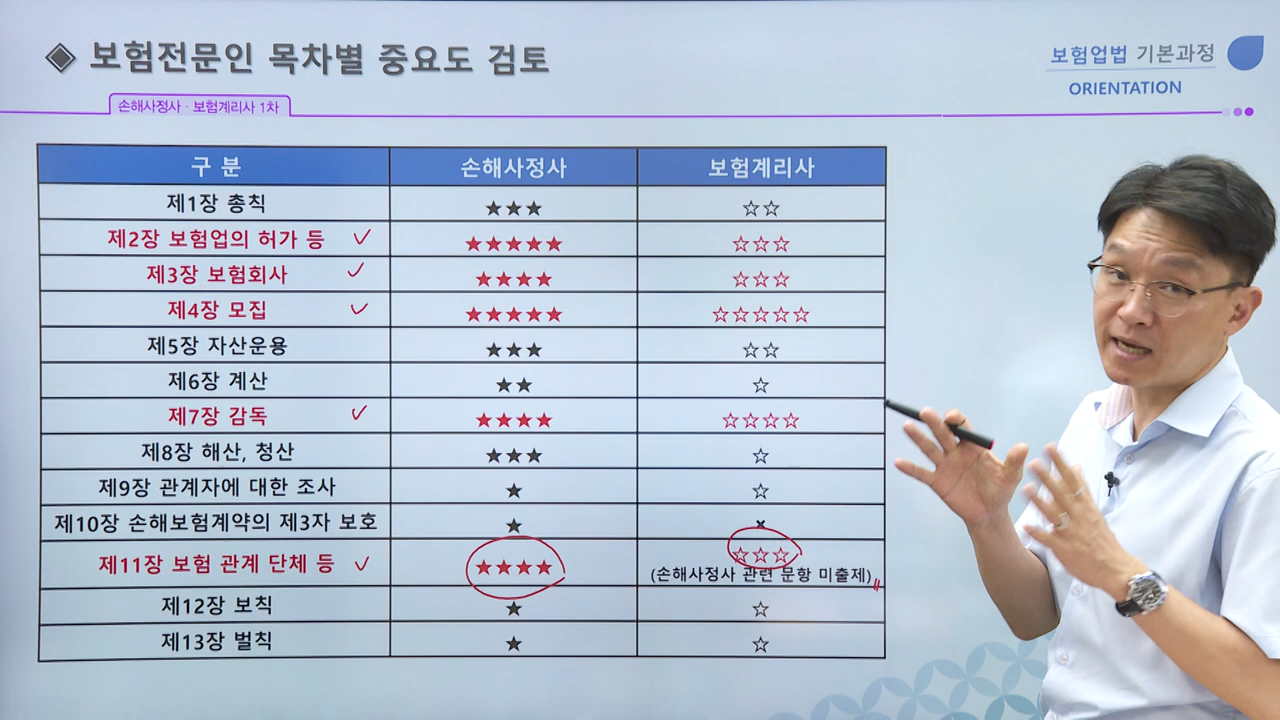 ◈ 보험전문인 목차별 중요도 검토
보험업법 기본과정
ORIENTATION
손해사정사 · 보험계리사 1차
구 분 손해사정사 보험계리사
제1장 총칙 ★★★ ☆☆
제2장 보험업의 허가 등 ✓ ★★★★★ ☆☆☆
제3장 보험회사 ✓ ★★★★ ☆☆☆
제4장 모집 ✓ ★★★★★ ☆☆☆☆☆
제5장 자산운용 ★★★ ☆☆
제6장 계산 ★★ ☆
제7장 감독 ✓ ★★★★ ☆☆☆☆
제8장 해산, 청산 ★★★ ☆
제9장 관계자에 대한 조사 ★ ☆
제10장 손해보험계약의 제3자 보호 ★ ×
제11장 보험 관계 단체 등 ✓ ★★★★ ☆☆☆
(손해사정사 관련 문항 미출제)
제12장 보칙 ★ ☆
제13장 벌칙 ★ ☆